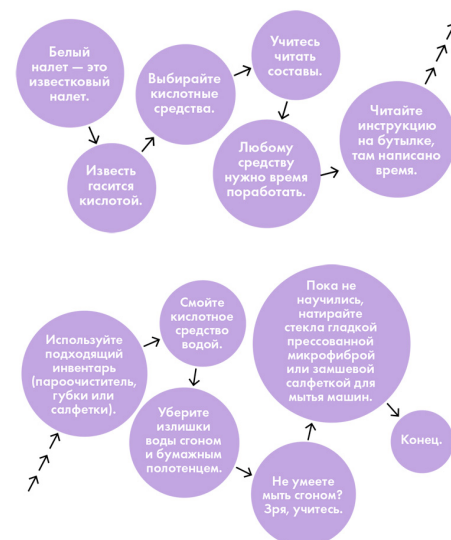 Белый
налет — это
известковый
налет.
Известь
гасится
кислотой.
Выбирайте
кислотные
средства.
Учитесь
читать
составы.
Любому
средству
нужно время
поработать.
Читайте
инструкцию
на бутылке,
там написано
время.
Используйте
подходящий
инвентарь
(пароочиститель,
губки или
салфетки).
Смойте
кислотное
средство
водой.
Уберите
излишки
воды сгоном
и бумажным
полотенцем.
Не умеете
мыть сгоном?
Зря, учитесь.
Пока не
научились,
натирайте
стекла гладкой
прессованной
микрофиброй
или замшевой
салфеткой для
мытья машин.
Конец.